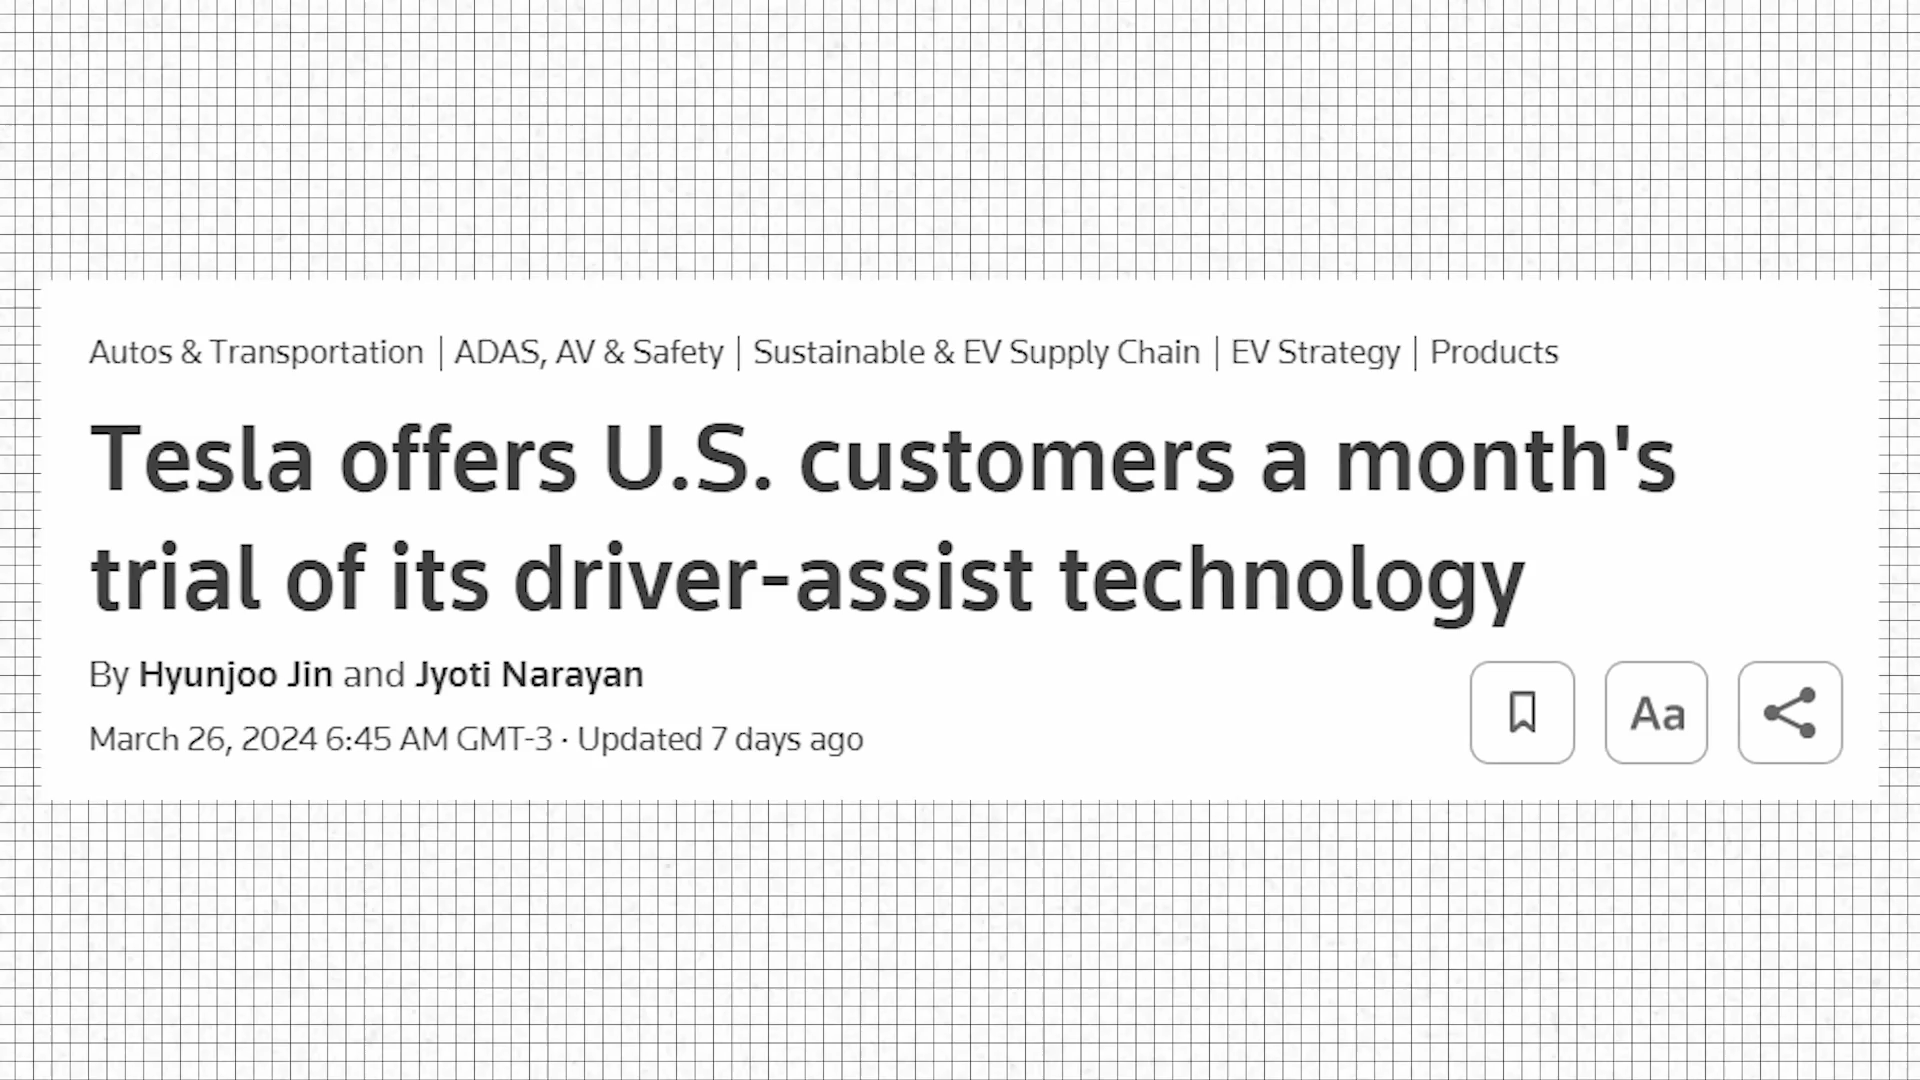 Autos & Transportation | ADAS, AV & Safety | Sustainable & EV Supply Chain | EV Strategy | Products
Tesla offers U.S. customers a month's
trial of its driver-assist technology
By Hyunjoo Jin and Jyoti Narayan
March 26, 2024 6:45 AM GMT-3 · Updated 7 days ago
Aa